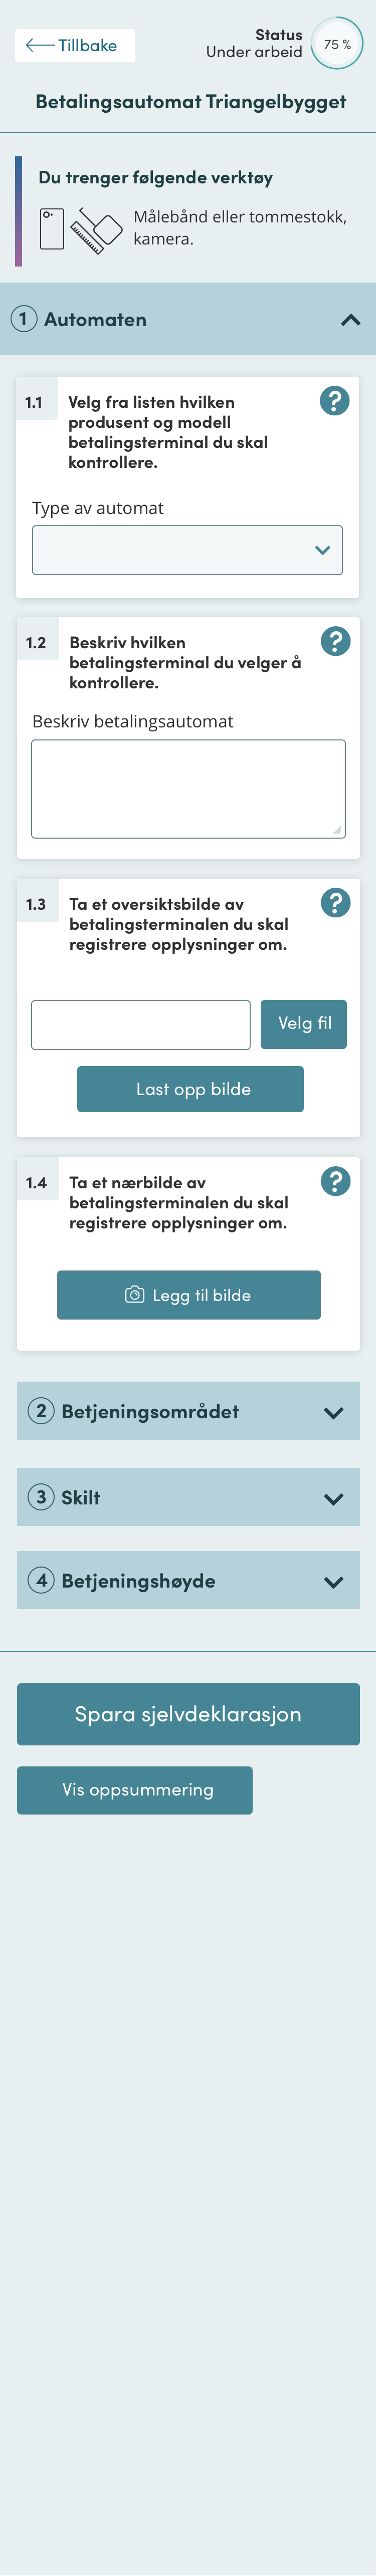 Tillbake
Status
Under arbeid
75 %
Betalingsautomat Triangelbygget
Du trenger følgende verktøy
Målebånd eller tommestokk,
kamera.
1 Automaten
1.1
Velg fra listen hvilken
produsent og modell
betalingsterminal du skal
kontrollere.
?
Type av automat
1.2
Beskriv hvilken
betalingsterminal du velger å
kontrollere.
?
Beskriv betalingsautomat
1.3
Ta et oversiktsbilde av
betalingsterminalen du skal
registrere opplysninger om.
?
Velg fil
Last opp bilde
1.4
Ta et nærbilde av
betalingsterminalen du skal
registrere opplysninger om.
?
Legg til bilde
2 Betjeningsområdet
3 Skilt
4 Betjeningshøyde
Spara sjelvdeklarasjon
Vis oppsummering